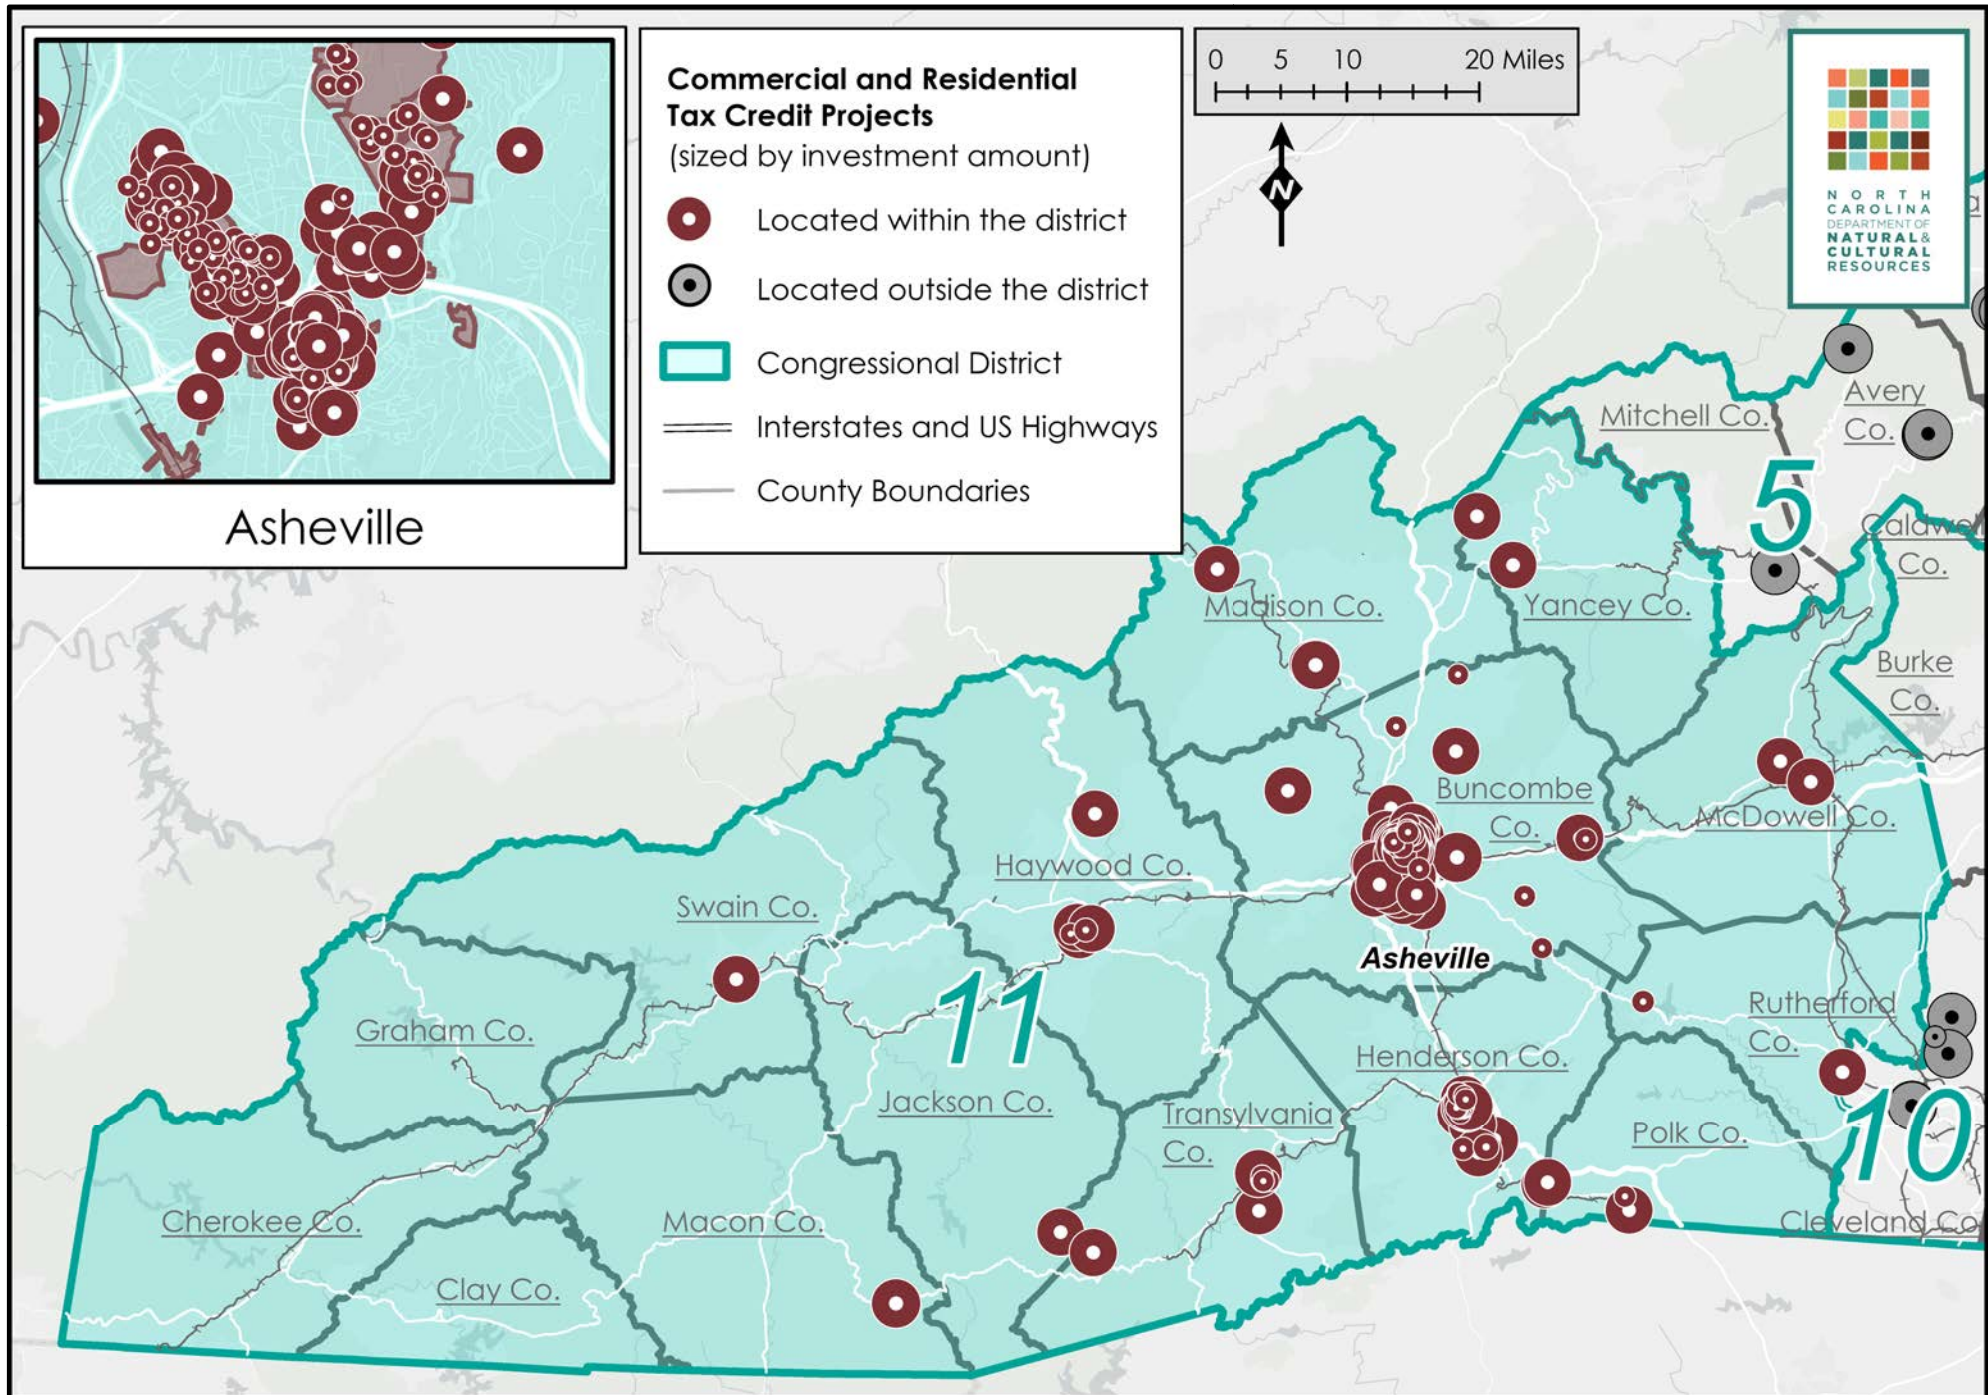 Asheville
Commercial and Residential
Tax Credit Projects
(sized by investment amount)
Located within the district
Located outside the district
Congressional District
Interstates and US Highways
County Boundaries
0 5 10 20 Miles
N
NORTH
CAROLINA
DEPARTMENT OF
NATURAL &
CULTURAL
RESOURCES
Avery
Co.
Mitchell Co.
5
Co.
Madison Co.
Yancey Co.
Burke
Co.
Buncombe
Co.
McDowell Co.
Haywood Co.
Swain Co.
Asheville
11
Graham Co.
Rutherford
Co.
Henderson Co.
Jackson Co.
Transylvania
Co.
Polk Co.
10
Cherokee Co.
Macon Co.
Cleveland Co.
Clay Co.